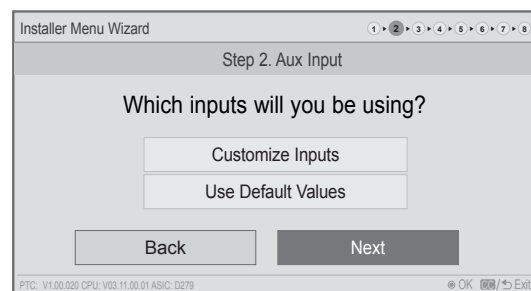 Installer Menu Wizard 1 2 3 4 5 6 7 8
Step 2. Aux Input
Which inputs will you be using?
Customize Inputs
Use Default Values
Back Next
PTC: V1.00.020 CPU: V03.11.00.01 ASIC: D279 OK CC/ Exit